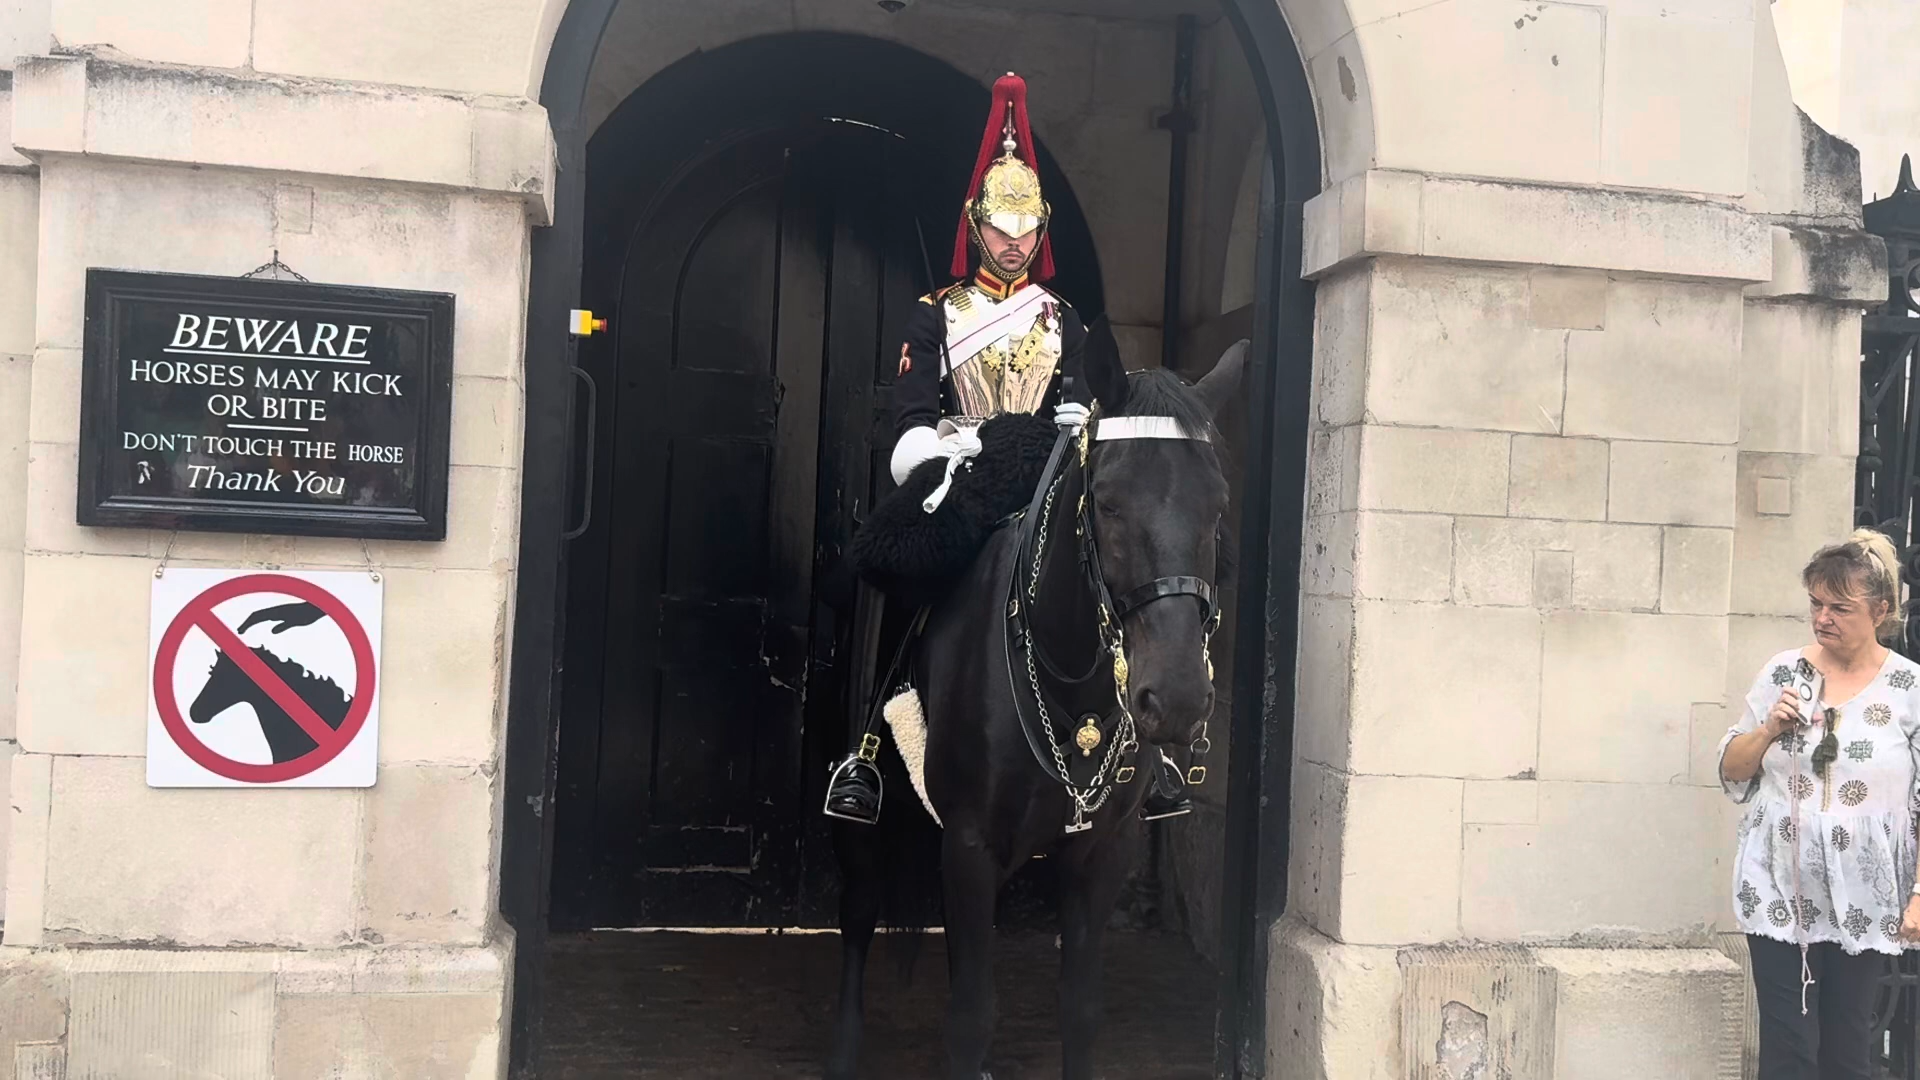 BEWARE
HORSES MAY KICK
OR BITE
DON'T TOUCH THE HORSE
Thank You